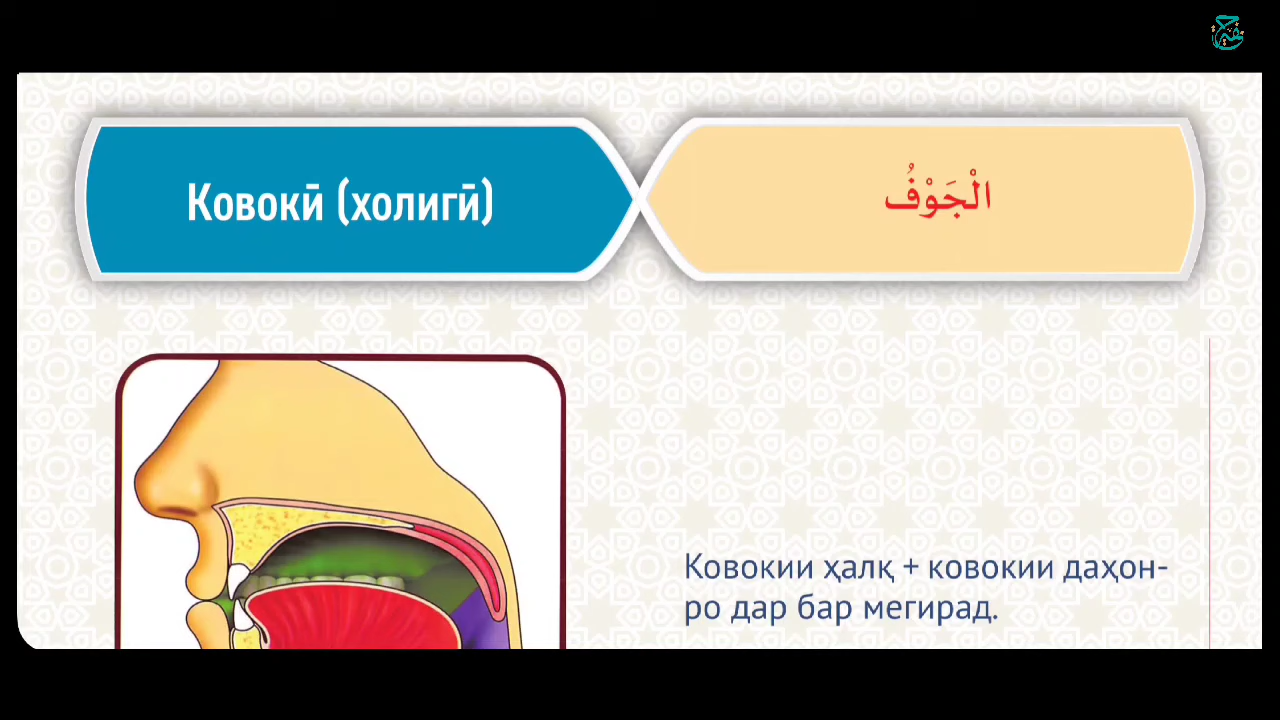 Ковокӣ (холигӣ)
الْجَوْفُ
Ковокии ҳалқ + ковокии даҳон-
ро дар бар мегирад.